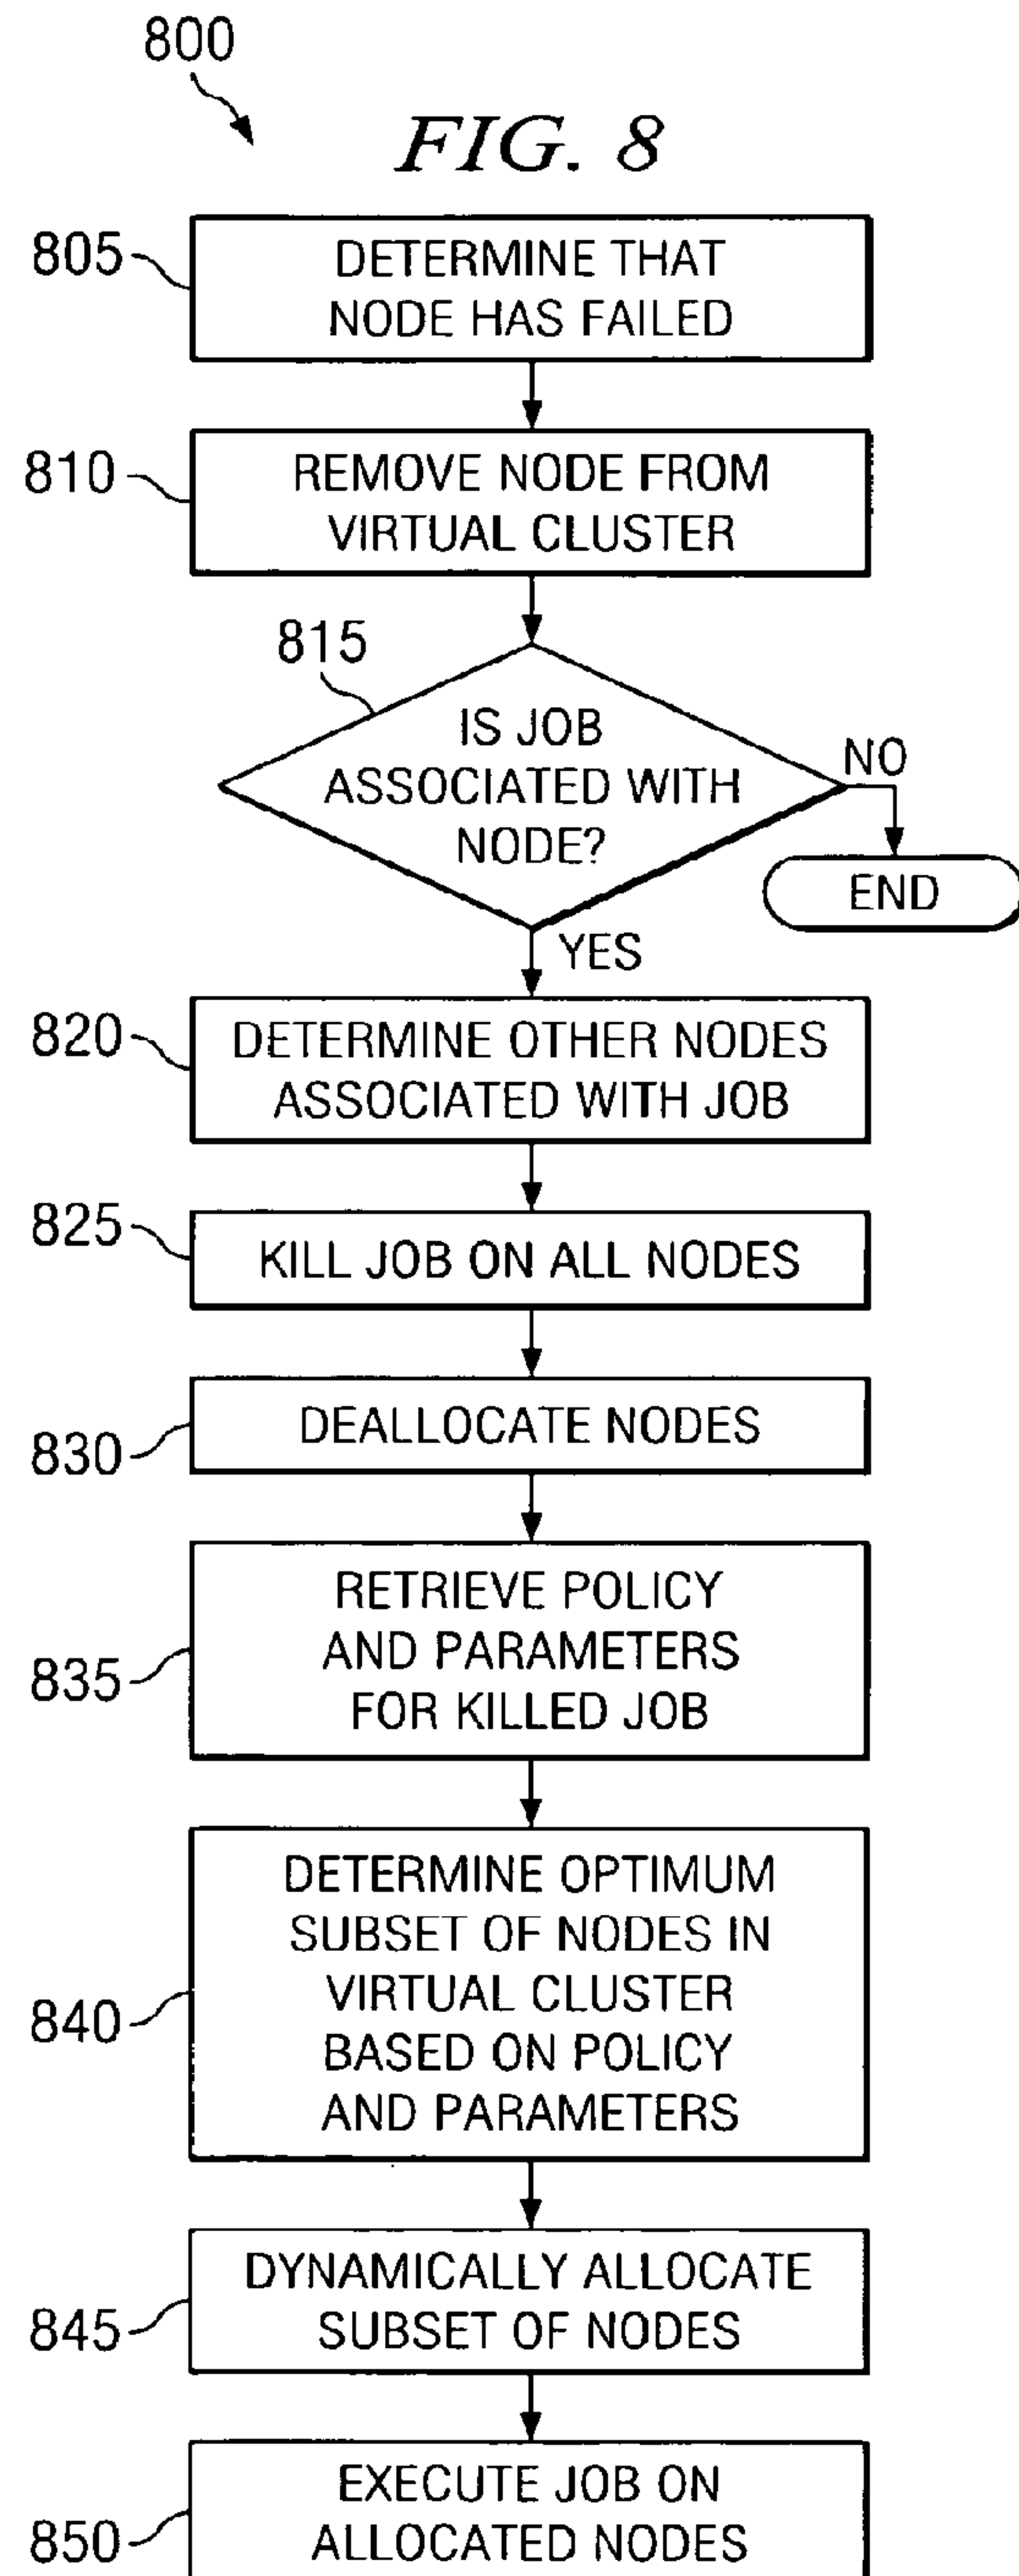 800
FIG. 8
805
DETERMINE THAT
NODE HAS FAILED
810
REMOVE NODE FROM
VIRTUAL CLUSTER
815
IS JOB
ASSOCIATED WITH
NODE?
NO
END
YES
820
DETERMINE OTHER NODES
ASSOCIATED WITH JOB
825
KILL JOB ON ALL NODES
830
DEALLOCATE NODES
835
RETRIEVE POLICY
AND PARAMETERS
FOR KILLED JOB
840
DETERMINE OPTIMUM
SUBSET OF NODES IN
VIRTUAL CLUSTER
BASED ON POLICY
AND PARAMETERS
845
DYNAMICALLY ALLOCATE
SUBSET OF NODES
850
EXECUTE JOB ON
ALLOCATED NODES